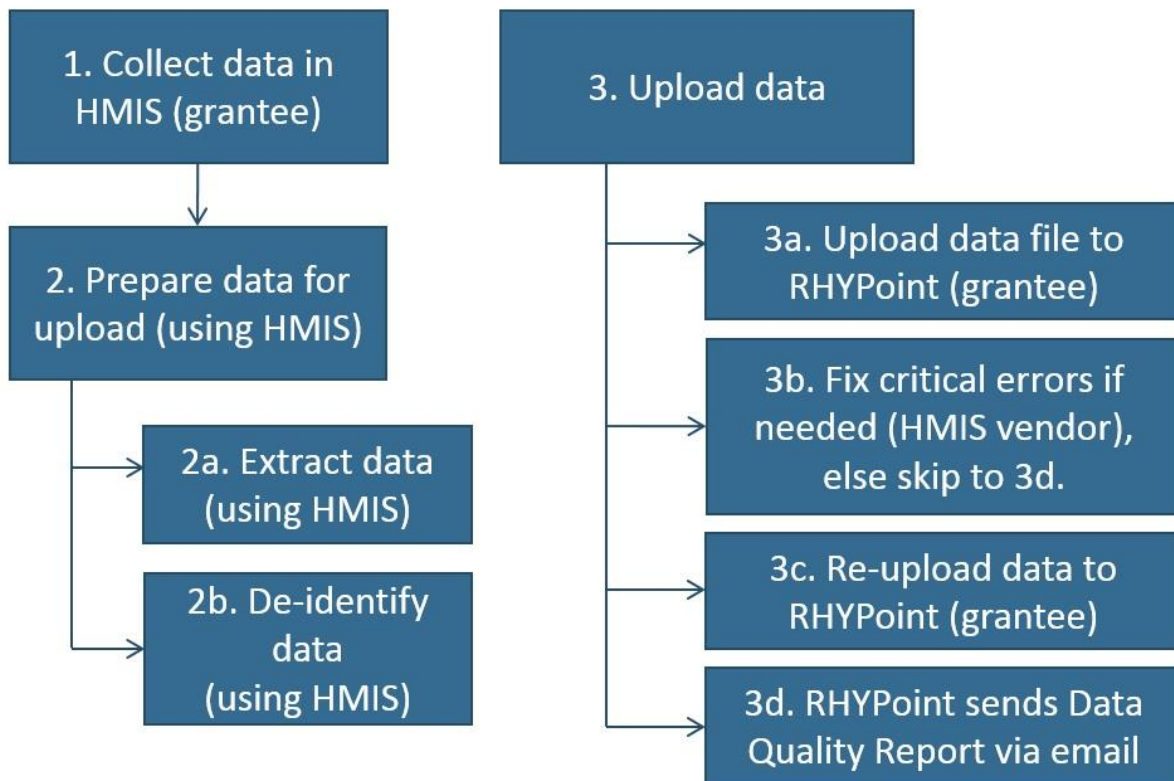 1. Collect data in
HMIS (grantee)
2. Prepare data for
upload (using HMIS)
2a. Extract data
(using HMIS)
2b. De-identify
data
(using HMIS)
3. Upload data
3a. Upload data file to
RHYPoint (grantee)
3b. Fix critical errors if
needed (HMIS vendor),
else skip to 3d.
3c. Re-upload data to
RHYPoint (grantee)
3d. RHYPoint sends Data
Quality Report via email